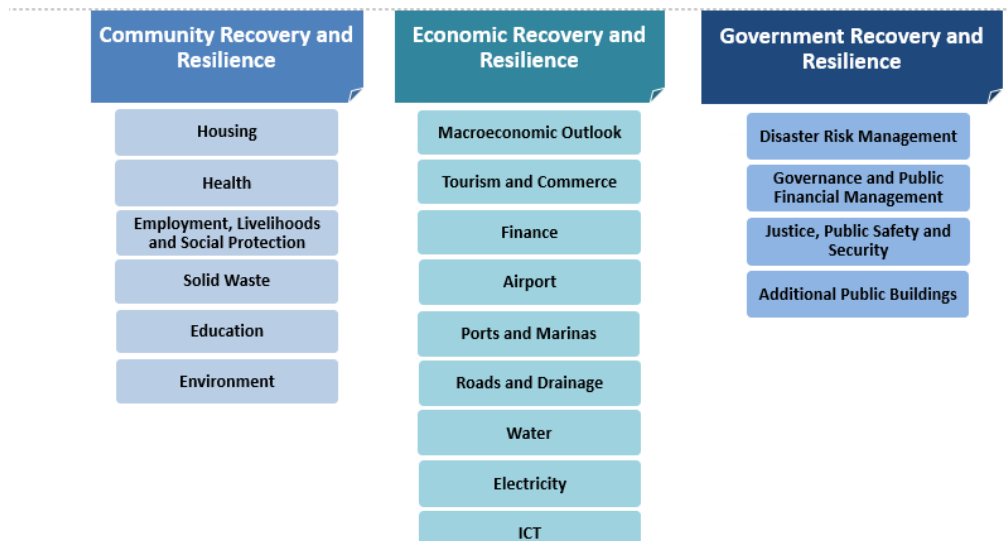 Community Recovery and
Resilience
Housing
Health
Employment, Livelihoods
and Social Protection
Solid Waste
Education
Environment
Economic Recovery and
Resilience
Macroeconomic Outlook
Tourism and Commerce
Finance
Airport
Ports and Marinas
Roads and Drainage
Water
Electricity
ICT
Government Recovery and
Resilience
Disaster Risk Management
Governance and Public
Financial Management
Justice, Public Safety and
Security
Additional Public Buildings